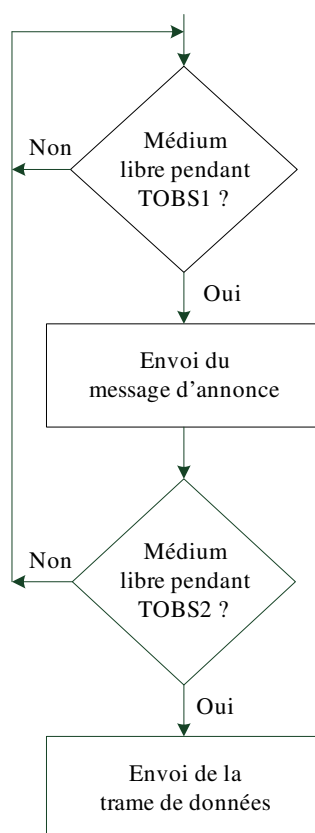 Médium
libre pendant
TOBS1 ?
Non
Oui
Envoi du
message d'annonce
Médium
libre pendant
TOBS2 ?
Non
Oui
Envoi de la
trame de données